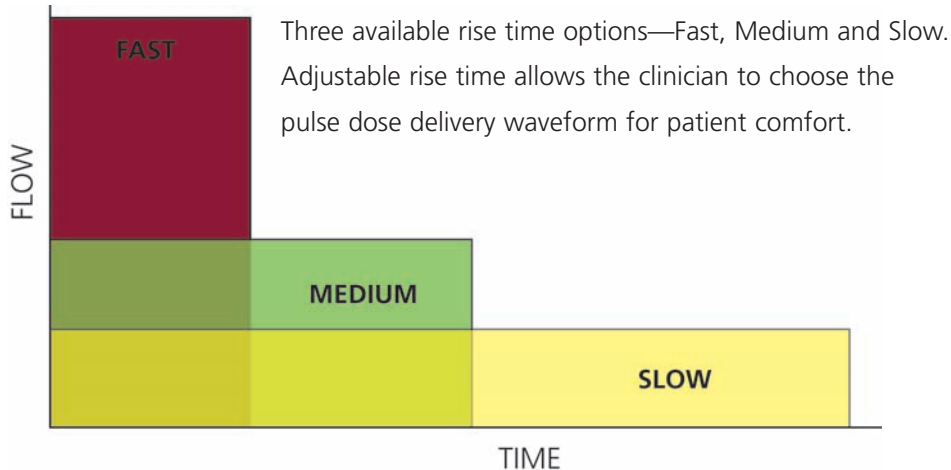 Three available rise time options—Fast, Medium and Slow.
Adjustable rise time allows the clinician to choose the
pulse dose delivery waveform for patient comfort.
FAST
FLOW
MEDIUM
SLOW
TIME